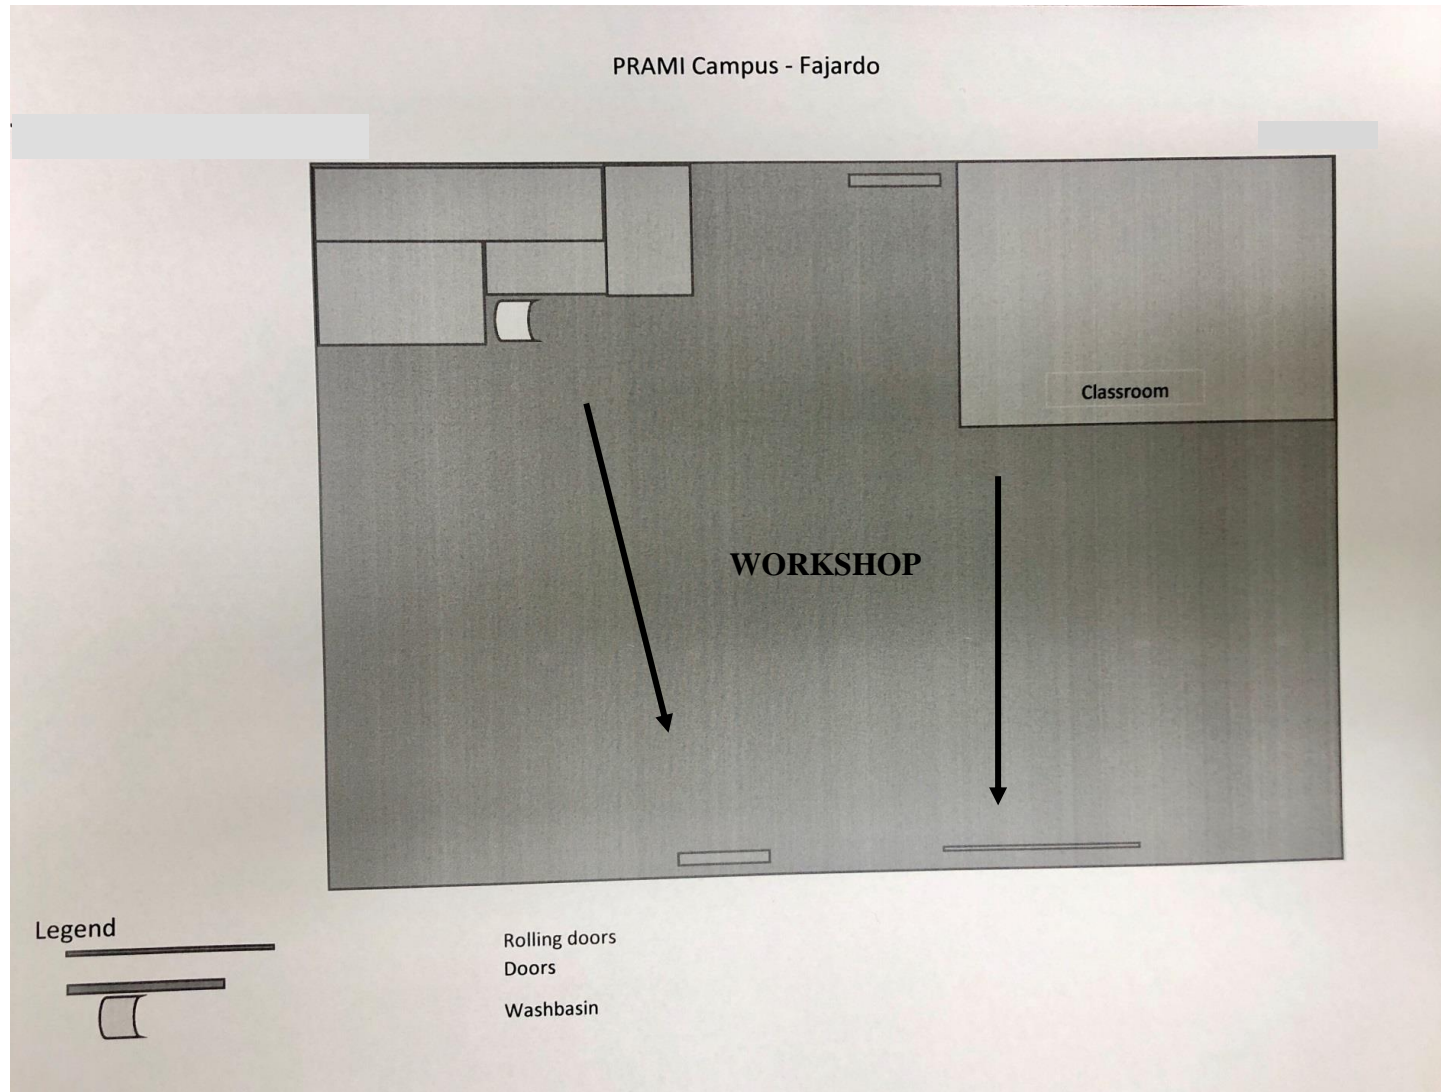 PRAMI Campus - Fajardo
Classroom
WORKSHOP
Legend
Rolling doors
Doors
Washbasin